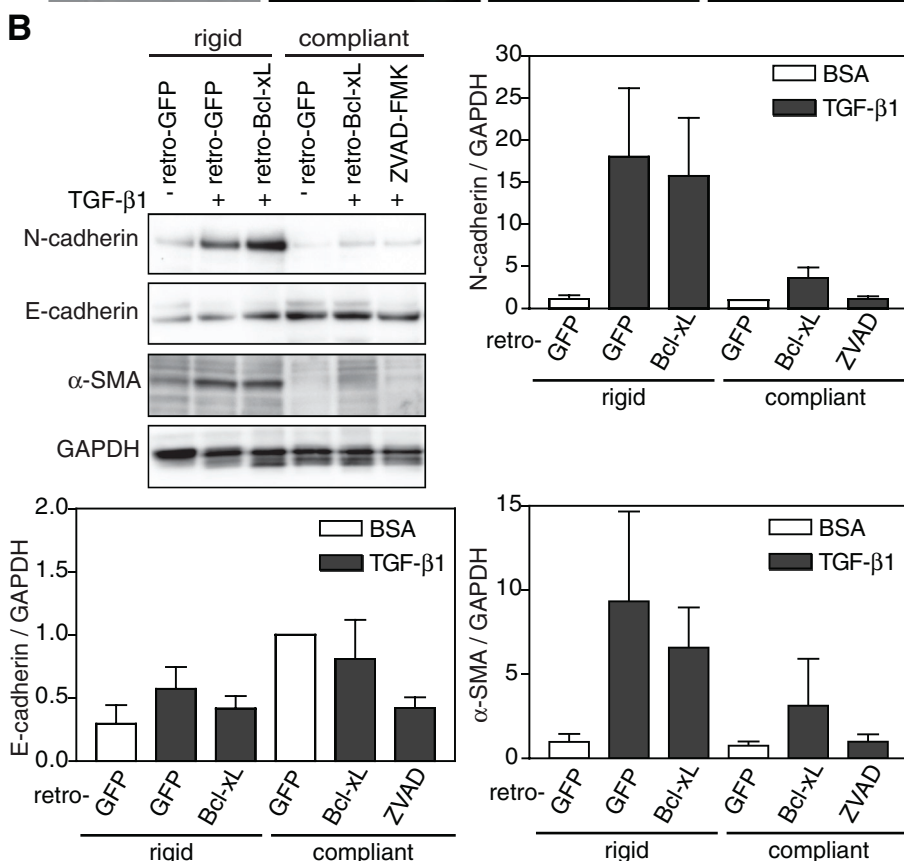 B
rigid compliant
- retro-GFP
+ retro-GFP
+ retro-Bcl-xL
- retro-GFP
+ retro-Bcl-xL
+ ZVAD-FMK
TGF-β1
N-cadherin
E-cadherin
α-SMA
GAPDH
N-cadherin / GAPDH
30
25
20
15
10
5
0
BSA
TGF-β1
retro- GFP GFP Bcl-xL GFP Bcl-xL ZVAD
rigid compliant
E-cadherin / GAPDH
2.0
1.5
1.0
0.5
0.0
BSA
TGF-β1
retro- GFP GFP Bcl-xL GFP Bcl-xL ZVAD
rigid compliant
α-SMA / GAPDH
15
10
5
0
BSA
TGF-β1
retro- GFP GFP Bcl-xL GFP Bcl-xL ZVAD
rigid compliant